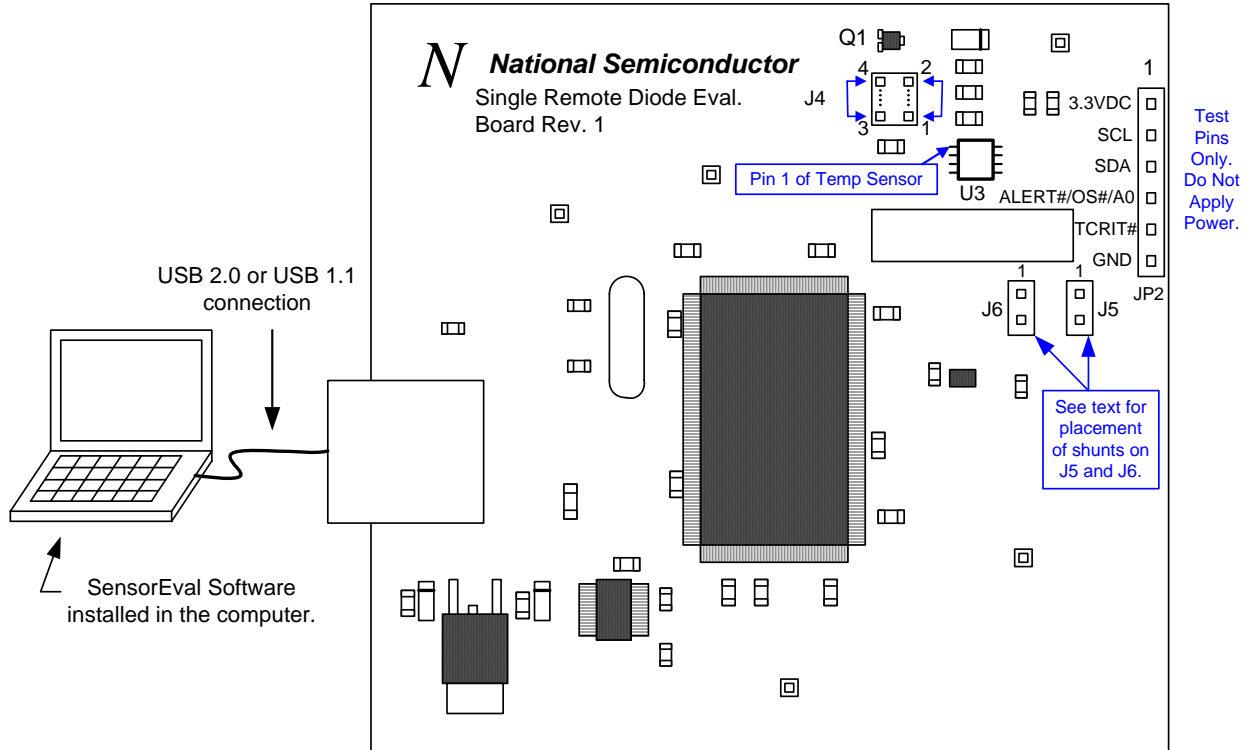 N National Semiconductor
Single Remote Diode Eval.
Board Rev. 1
Q1
J4
4
2
3
1
Pin 1 of Temp Sensor
U3
1
3.3VDC
SCL
SDA
ALERT#/OS#/A0
TCRIT#
GND
JP2
Test
Pins
Only.
Do Not
Apply
Power.
1
J6
1
J5
See text for
placement
of shunts on
J5 and J6.
USB 2.0 or USB 1.1
connection
SensorEval Software
installed in the computer.